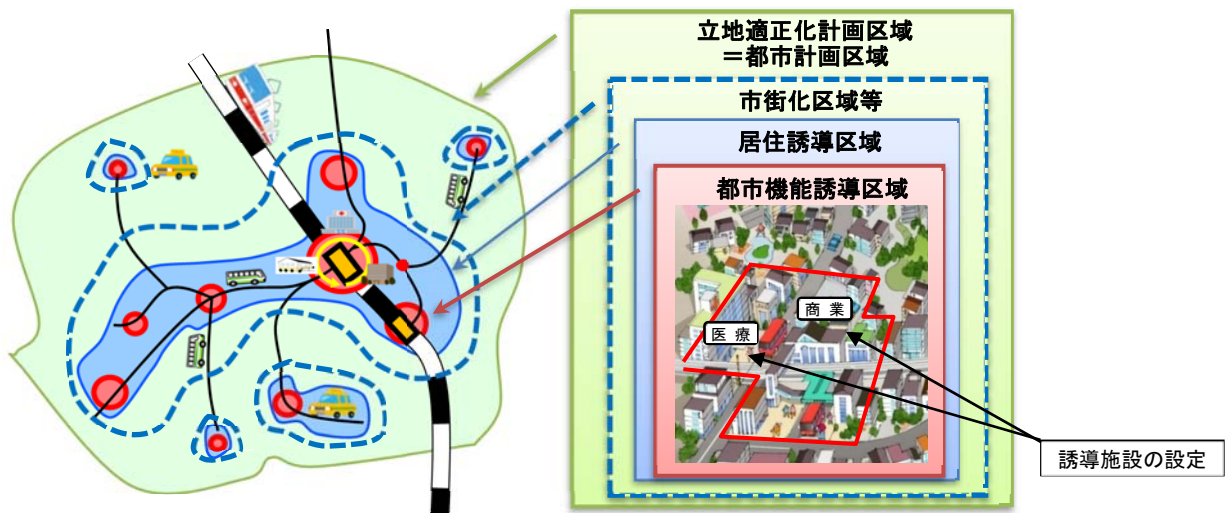 立地適正化計画区域
＝都市計画区域
市街化区域等
居住誘導区域
都市機能誘導区域
商 業
医 療
誘導施設の設定